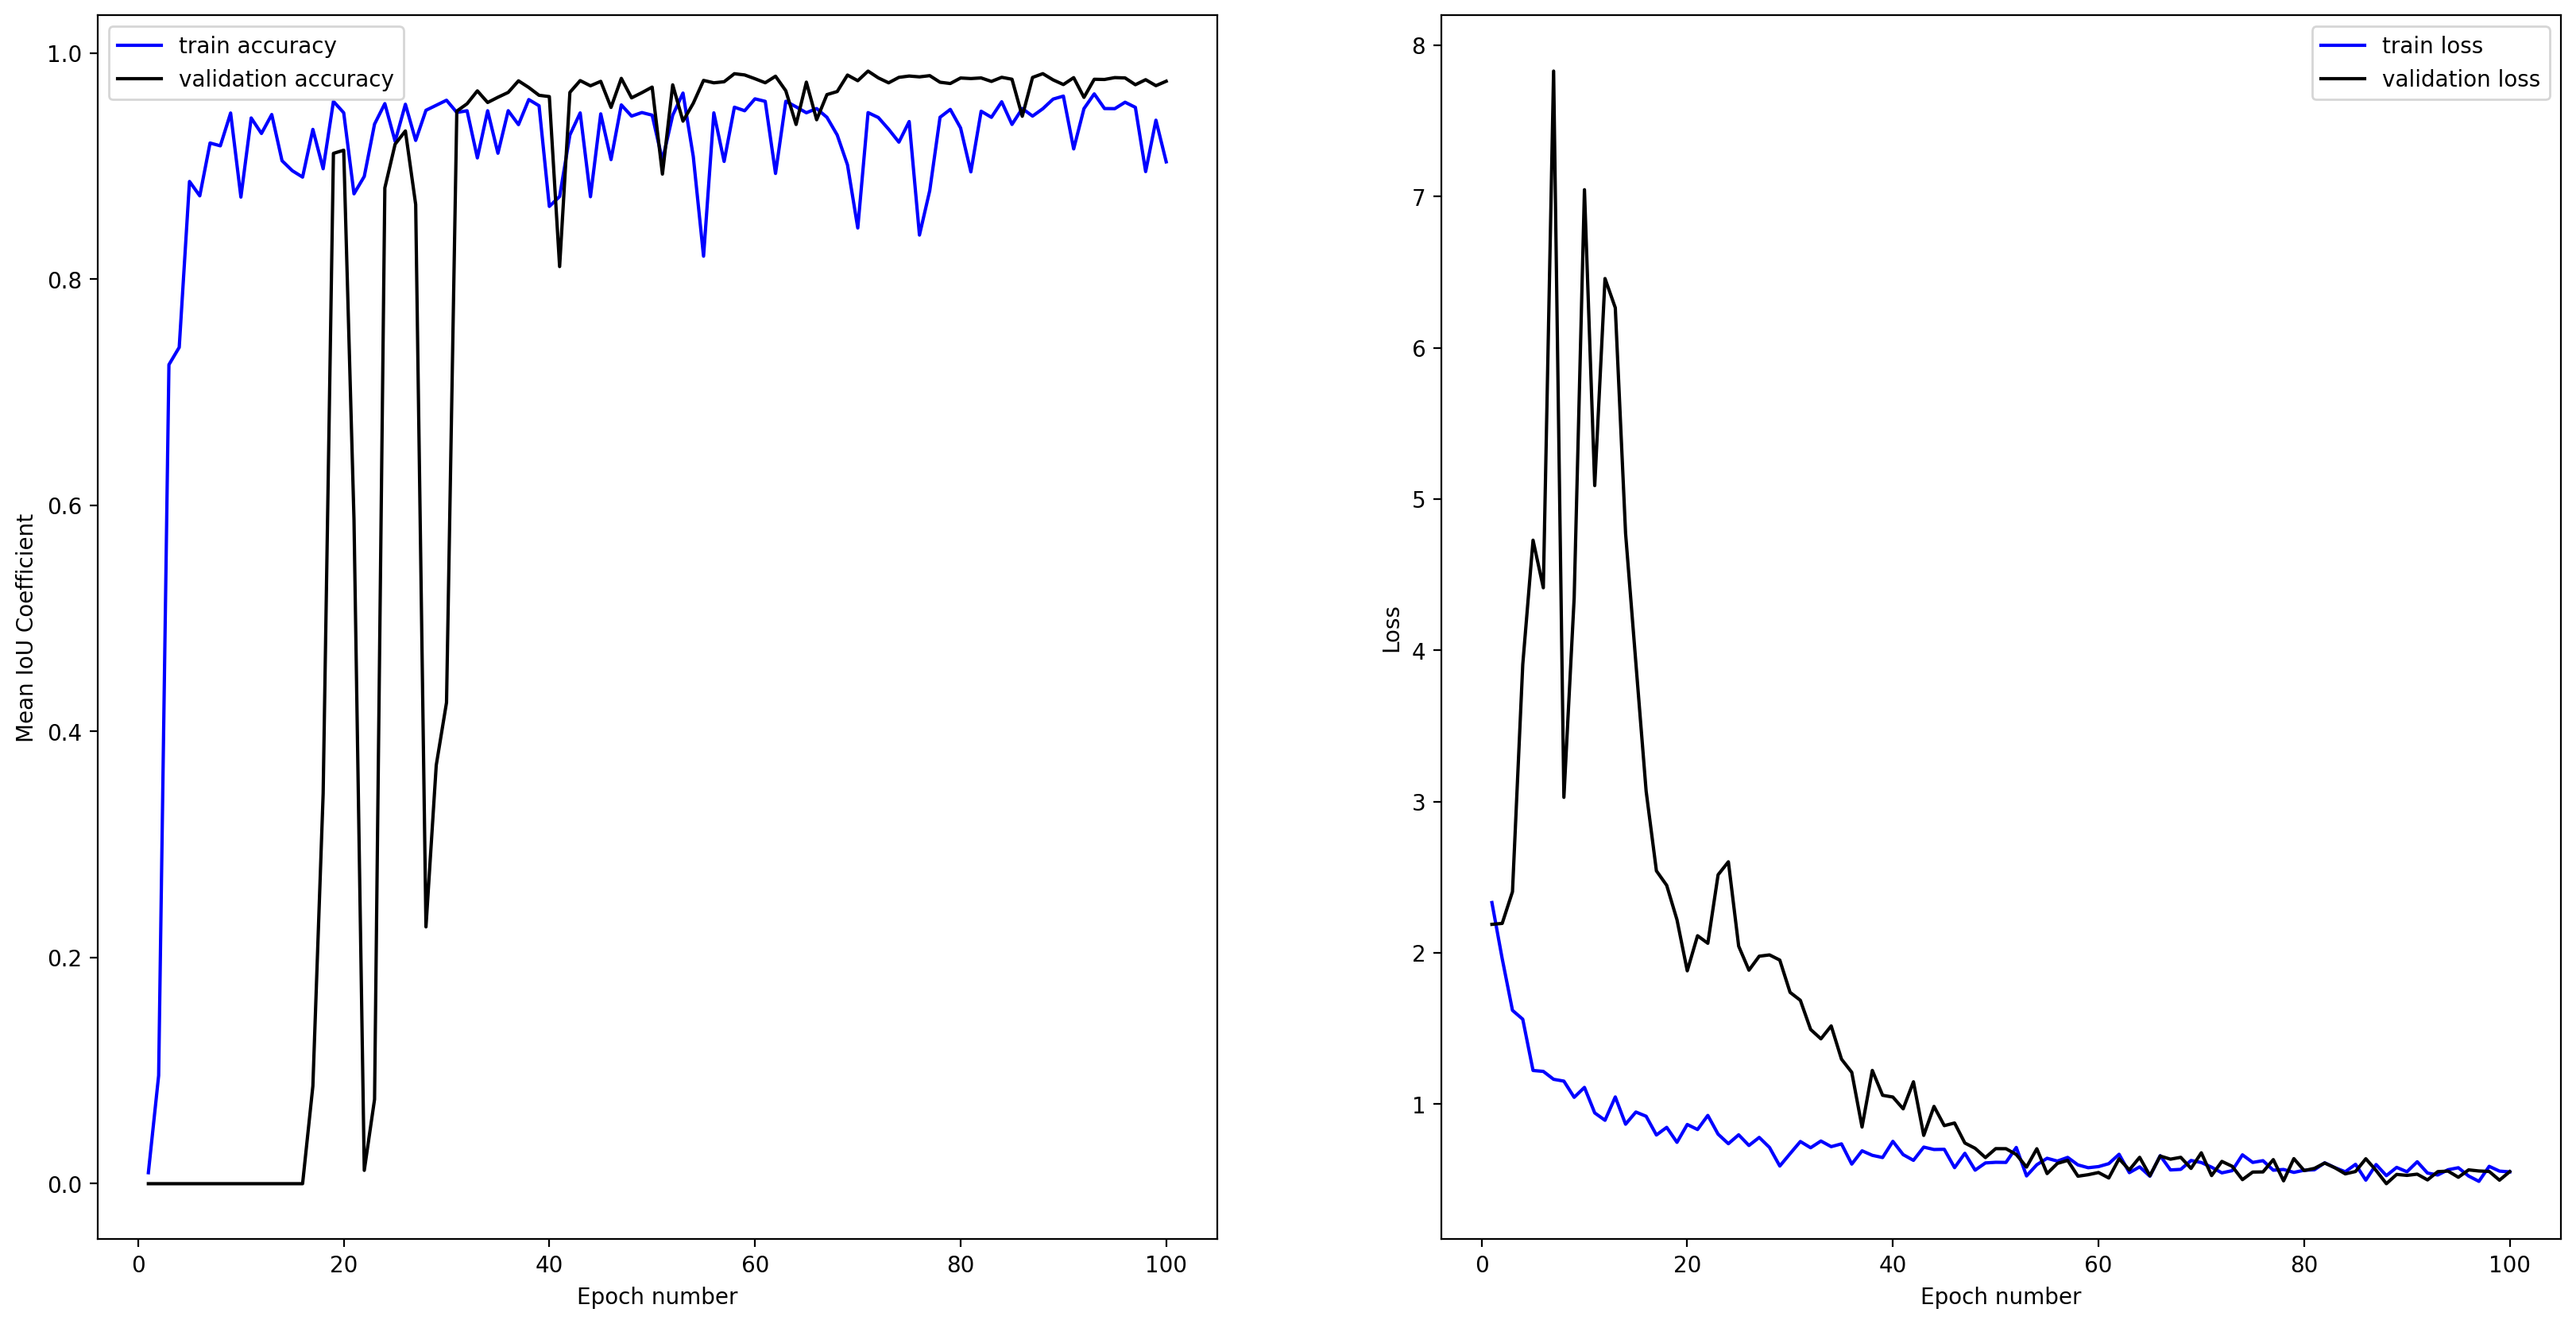 train accuracy
validation accuracy
1.0
0.8
0.6
0.4
0.2
0.0
Mean IoU Coefficient
0 20 40 60 80 100
Epoch number
train loss
validation loss
8
7
6
5
4
3
2
1
Loss
0 20 40 60 80 100
Epoch number